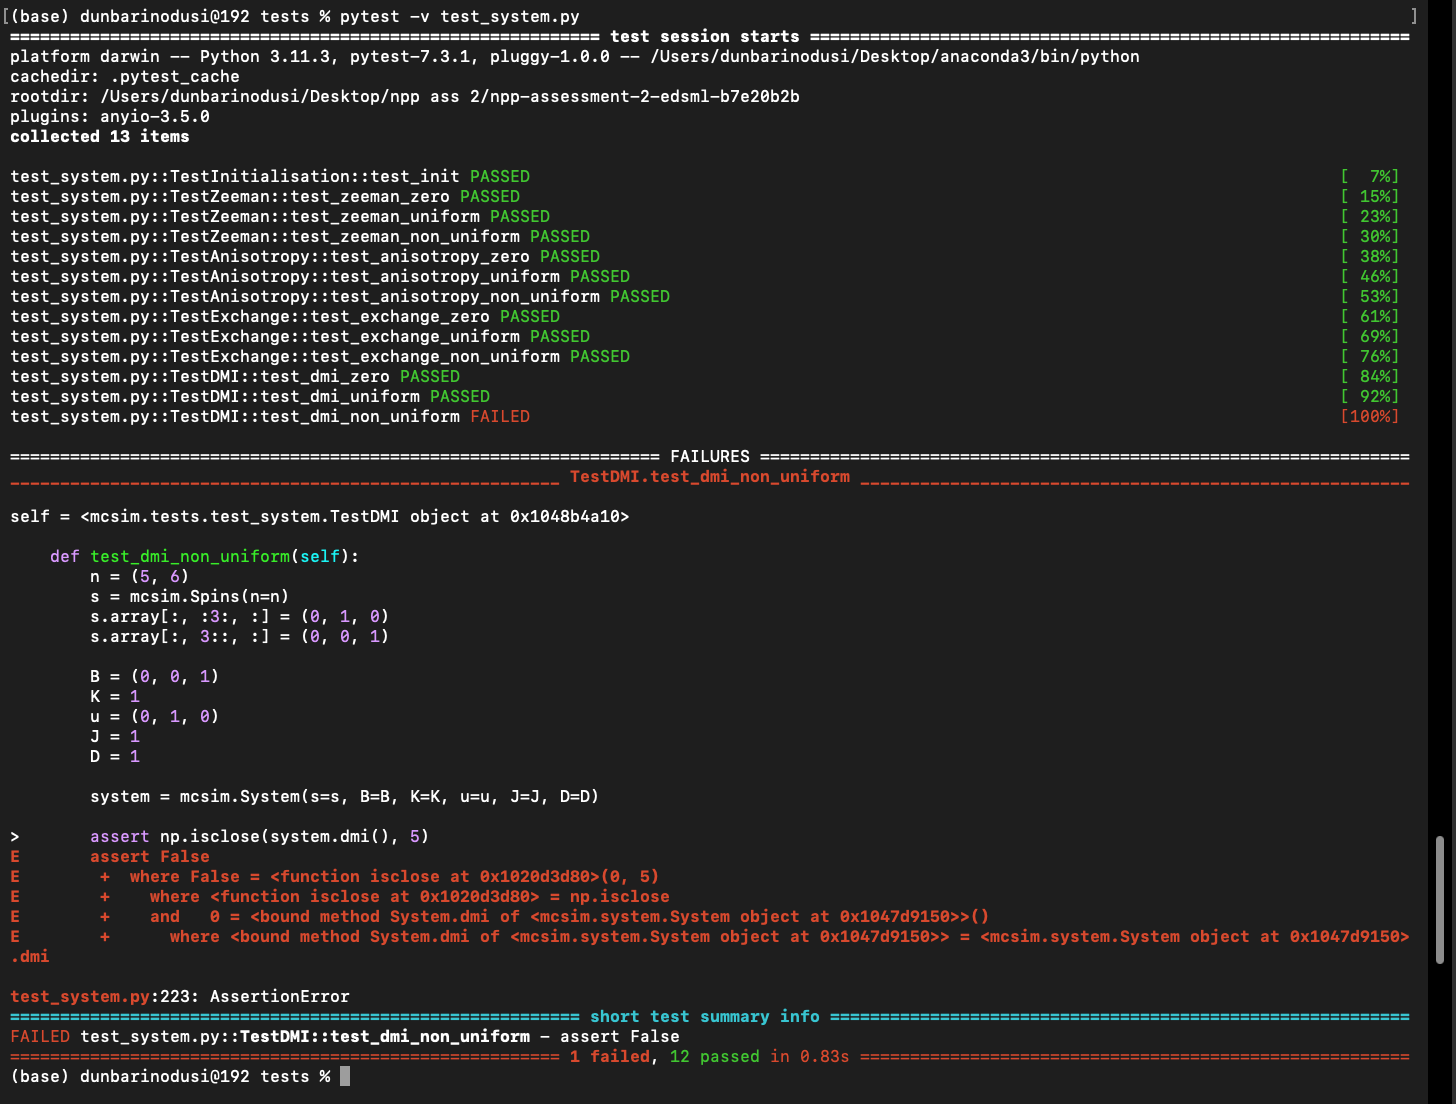 [(base) dunbarinodusi@192 tests % pytest -v test_system.py ]
=========================================================== test session starts ============================================================
platform darwin -- Python 3.11.3, pytest-7.3.1, pluggy-1.0.0 -- /Users/dunbarinodusi/Desktop/anaconda3/bin/python
cachedir: .pytest_cache
rootdir: /Users/dunbarinodusi/Desktop/npp ass 2/npp-assessment-2-edsml-b7e20b2b
plugins: anyio-3.5.0
collected 13 items
test_system.py::TestInitialisation::test_init PASSED [  7%]
test_system.py::TestZeeman::test_zeeman_zero PASSED [ 15%]
test_system.py::TestZeeman::test_zeeman_uniform PASSED [ 23%]
test_system.py::TestZeeman::test_zeeman_non_uniform PASSED [ 30%]
test_system.py::TestAnisotropy::test_anisotropy_zero PASSED [ 38%]
test_system.py::TestAnisotropy::test_anisotropy_uniform PASSED [ 46%]
test_system.py::TestAnisotropy::test_anisotropy_non_uniform PASSED [ 53%]
test_system.py::TestExchange::test_exchange_zero PASSED [ 61%]
test_system.py::TestExchange::test_exchange_uniform PASSED [ 69%]
test_system.py::TestExchange::test_exchange_non_uniform PASSED [ 76%]
test_system.py::TestDMI::test_dmi_zero PASSED [ 84%]
test_system.py::TestDMI::test_dmi_uniform PASSED [ 92%]
test_system.py::TestDMI::test_dmi_non_uniform FAILED [100%]
================================================================= FAILURES =================================================================
_______________________________________________________ TestDMI.test_dmi_non_uniform _______________________________________________________
self = <mcsim.tests.test_system.TestDMI object at 0x1048b4a10>
    def test_dmi_non_uniform(self):
        n = (5, 6)
        s = mcsim.Spins(n=n)
        s.array[:, :3:, :] = (0, 1, 0)
        s.array[:, 3::, :] = (0, 0, 1)
        B = (0, 0, 1)
        K = 1
        u = (0, 1, 0)
        J = 1
        D = 1
        system = mcsim.System(s=s, B=B, K=K, u=u, J=J, D=D)
>       assert np.isclose(system.dmi(), 5)
E       assert False
E        +  where False = <function isclose at 0x1020d3d80>(0, 5)
E        +    where <function isclose at 0x1020d3d80> = np.isclose
E        +    and   0 = <bound method System.dmi of <mcsim.system.System object at 0x1047d9150>>()
E        +      where <bound method System.dmi of <mcsim.system.System object at 0x1047d9150>> = <mcsim.system.System object at 0x1047d9150>
.dmi
test_system.py:223: AssertionError
========================================================= short test summary info ==========================================================
FAILED test_system.py::TestDMI::test_dmi_non_uniform - assert False
======================================================= 1 failed, 12 passed in 0.83s =======================================================
(base) dunbarinodusi@192 tests %